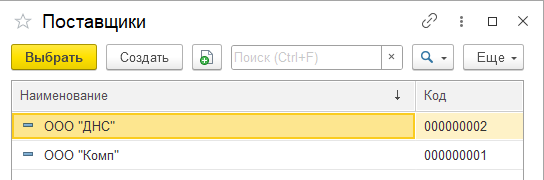 Поставщики
Выбрать Создать Поиск (Ctrl+F) × Еще
Наименование ↓ Код
ООО "ДНС" 000000002
ООО "Комп" 000000001